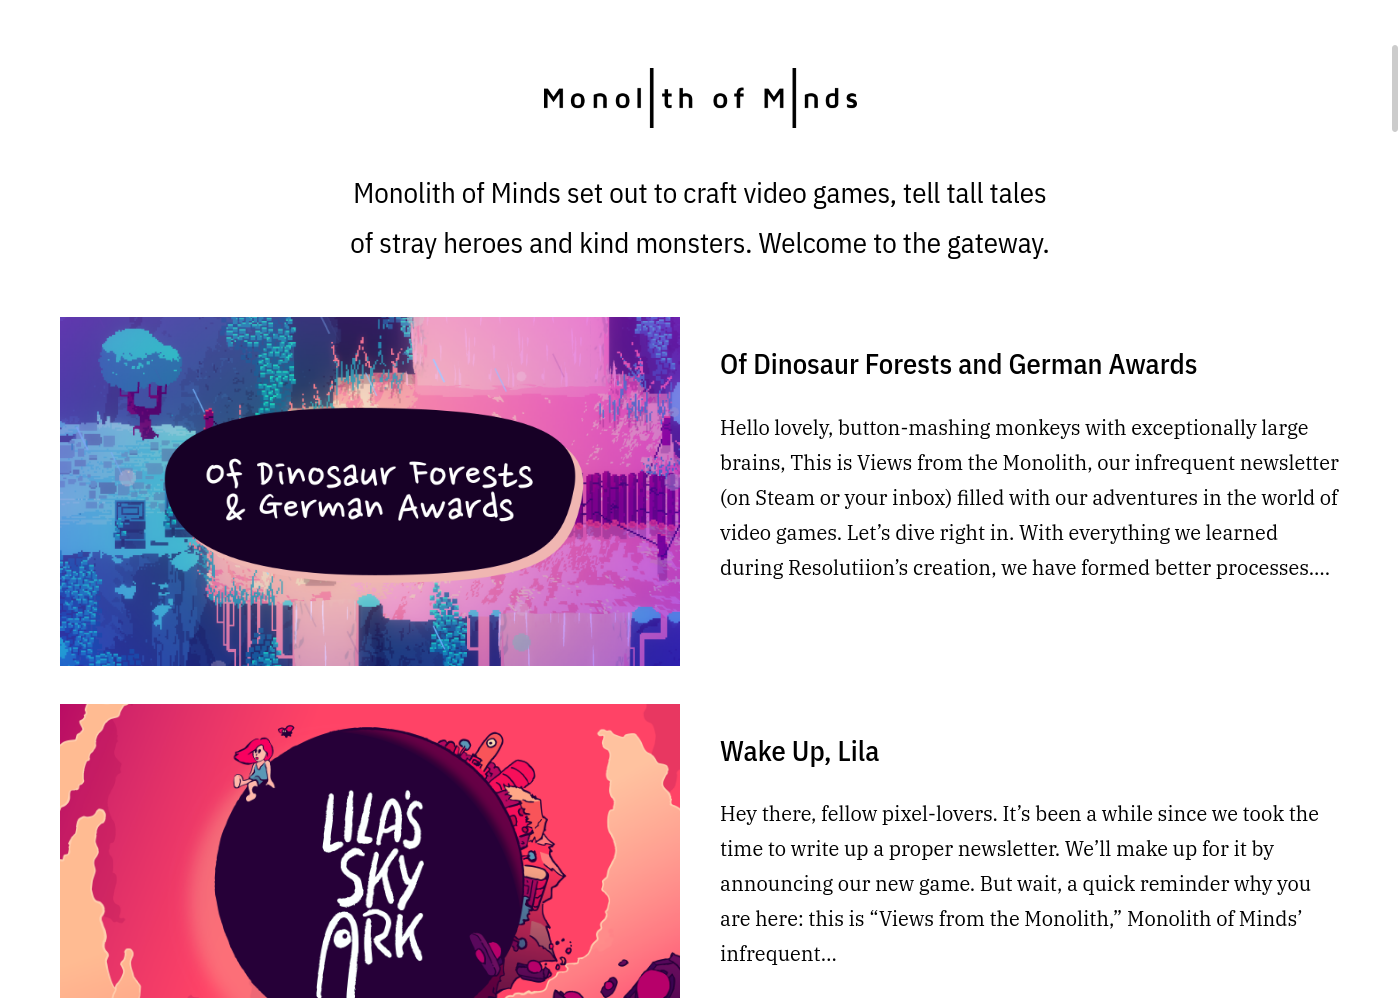 Monolith of Minds
Monolith of Minds set out to craft video games, tell tall tales
of stray heroes and kind monsters. Welcome to the gateway.
Of Dinosaur Forests
& German Awards
Of Dinosaur Forests and German Awards
Hello lovely, button-mashing monkeys with exceptionally large
brains, This is Views from the Monolith, our infrequent newsletter
(on Steam or your inbox) filled with our adventures in the world of
video games. Let’s dive right in. With everything we learned
during Resolutiion’s creation, we have formed better processes....
LILA'S
SKY
ARK
Wake Up, Lila
Hey there, fellow pixel-lovers. It’s been a while since we took the
time to write up a proper newsletter. We’ll make up for it by
announcing our new game. But wait, a quick reminder why you
are here: this is “Views from the Monolith,” Monolith of Minds’
infrequent...